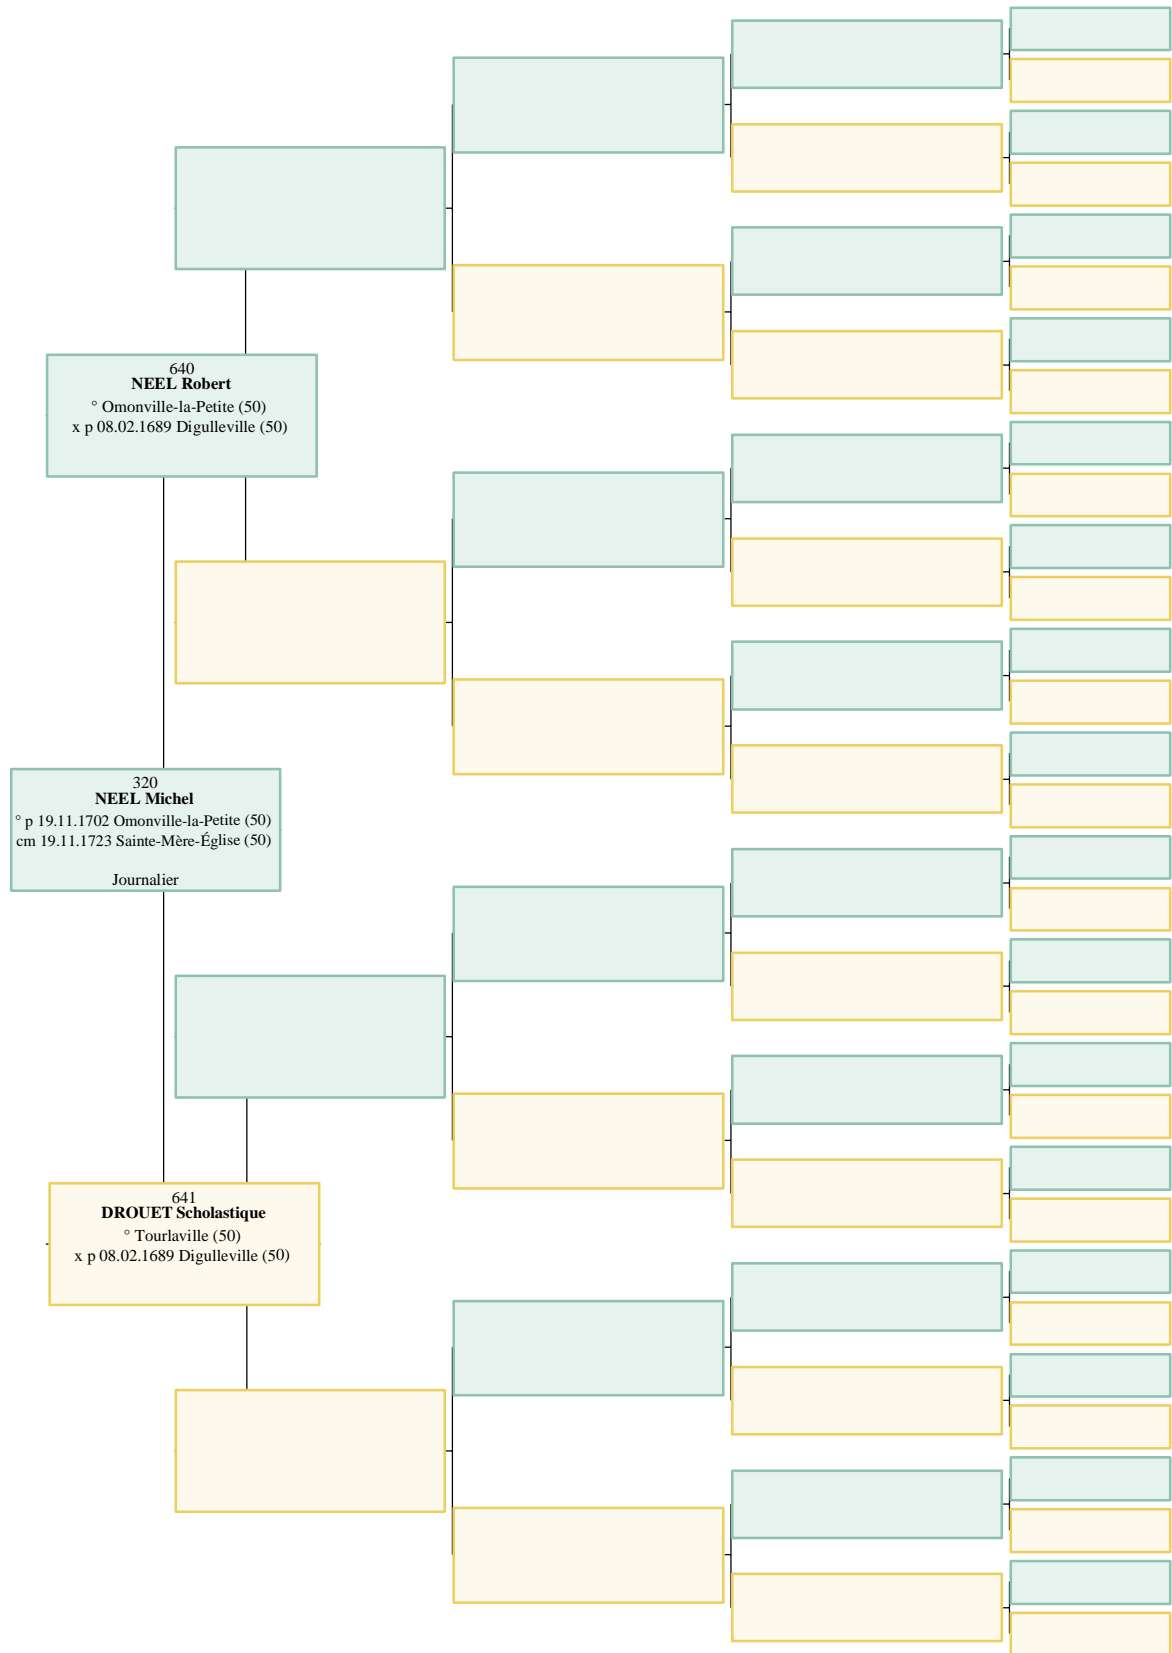 640
NEEL Robert
° Omonville-la-Petite (50)
x p 08.02.1689 Digulleville (50)
320
NEEL Michel
° p 19.11.1702 Omonville-la-Petite (50)
cm 19.11.1723 Sainte-Mère-Église (50)
Journalier
641
DROUET Scholastique
° Tourlaville (50)
x p 08.02.1689 Digulleville (50)